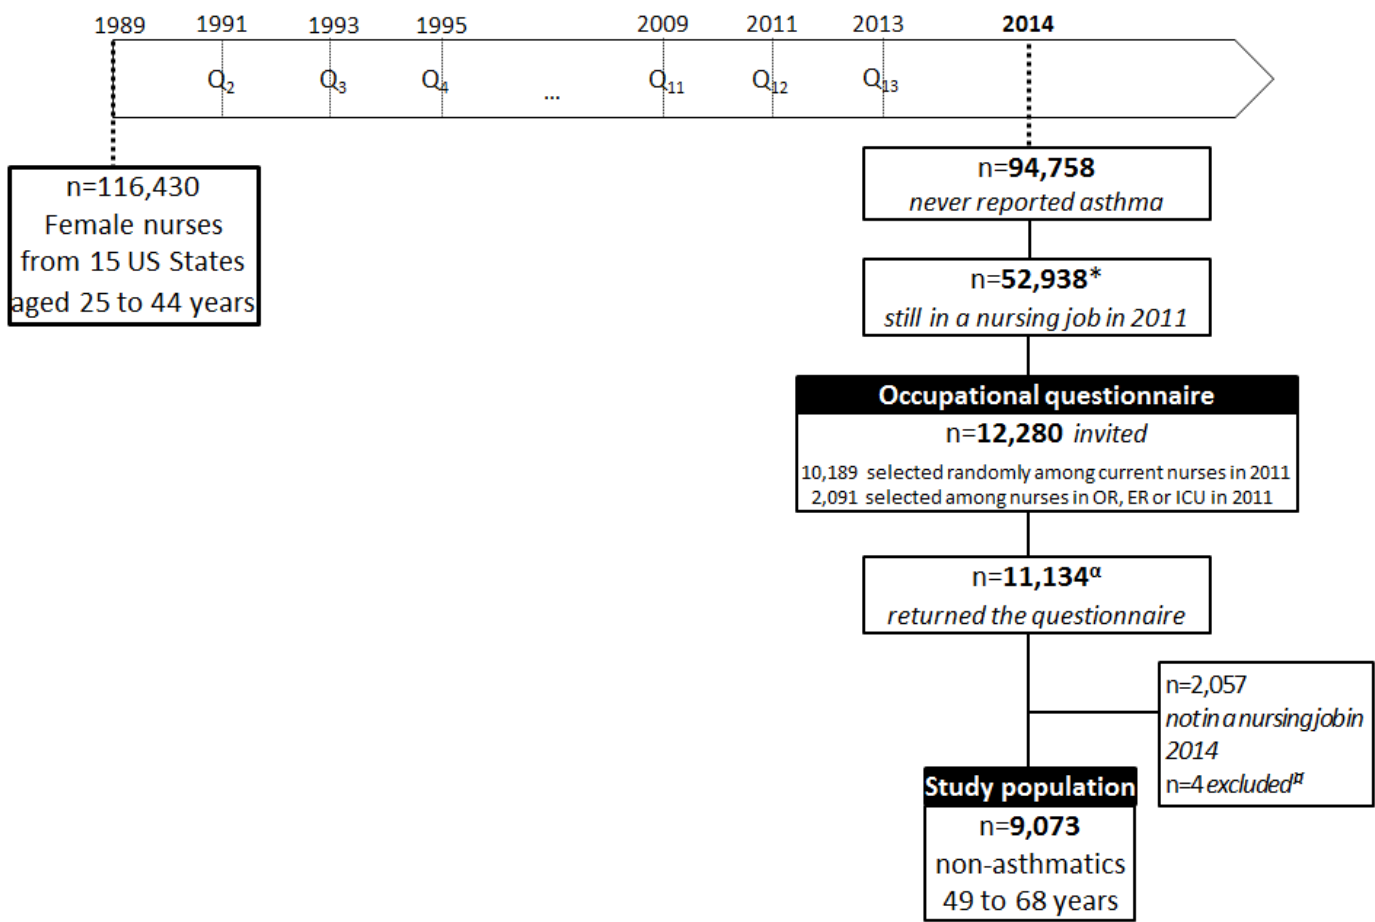 1989 1991 1993 1995 2009 2011 2013 2014
Q2 Q3 Q4 ... Q11 Q12 Q13
n=116,430
Female nurses
from 15 US States
aged 25 to 44 years
n=94,758
never reported asthma
n=52,938*
still in a nursing job in 2011
Occupational questionnaire
n=12,280 invited
10,189 selected randomly among current nurses in 2011
2,091 selected among nurses in OR, ER or ICU in 2011
n=11,134α
returned the questionnaire
n=2,057
not in a nursing job in
2014
n=4 excluded¤
Study population
n=9,073
non-asthmatics
49 to 68 years